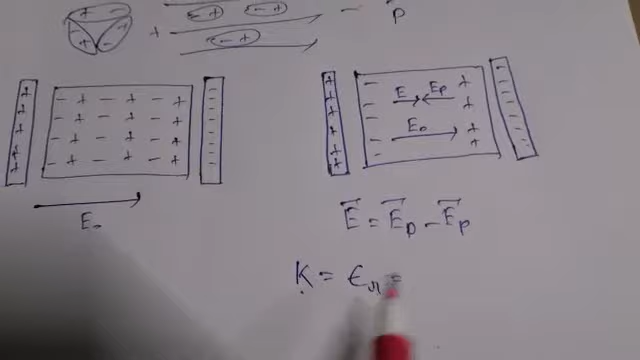 - + + - + - + - + - + - + - p
+ + + + + - + - + - + - + - + - + - + - + - + - + - - - - - -
E₀
+ + + + + - - - - E Ep E₀ + + + + - - - - - -
E = E₀ - Ep
K = ϵr =